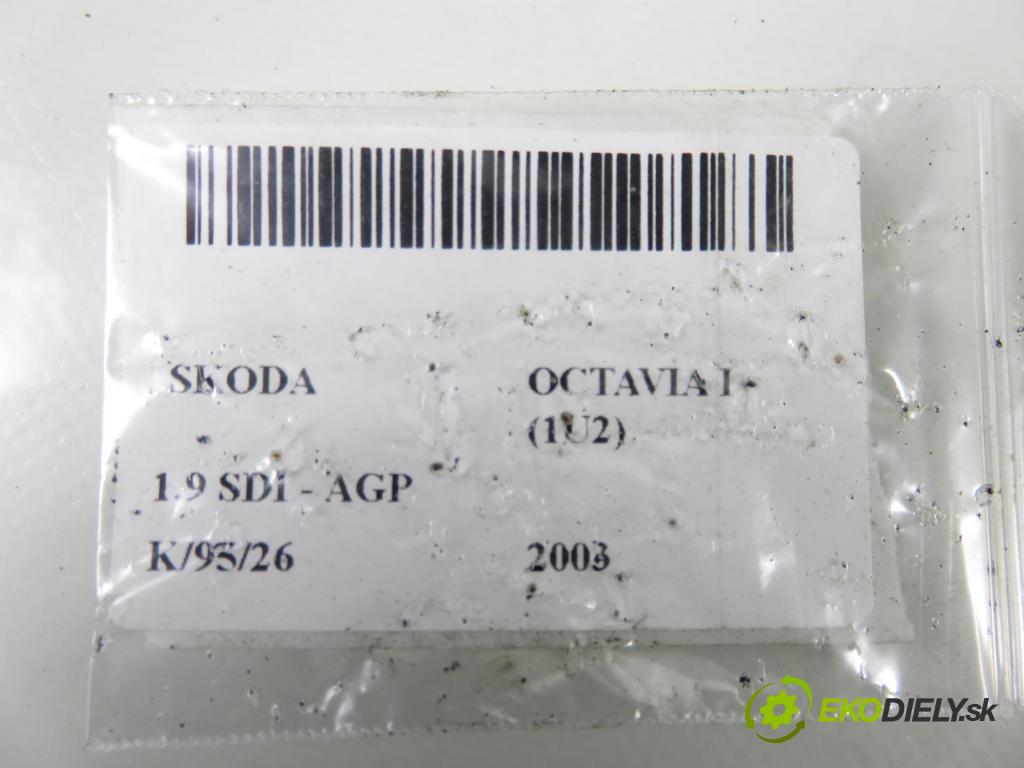 SKODA OCTAVIA I
(1U2)
1.9 SDI - AGP
K/95/26 2003
EKODIELY.sk